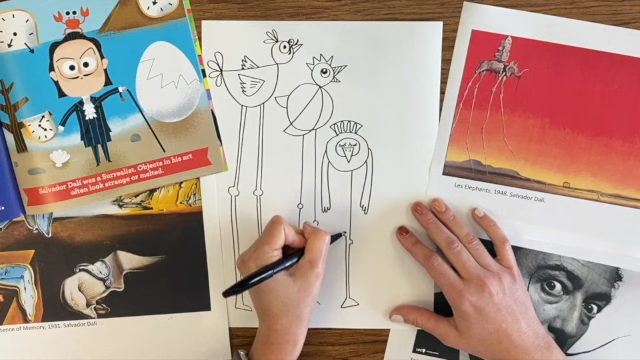 Salvador Dalí was a Surrealist. Objects in his art
often look strange or melted.
Les Elephants, 1948. Salvador Dalí.
tence of Memory, 1931. Salvador Dalí